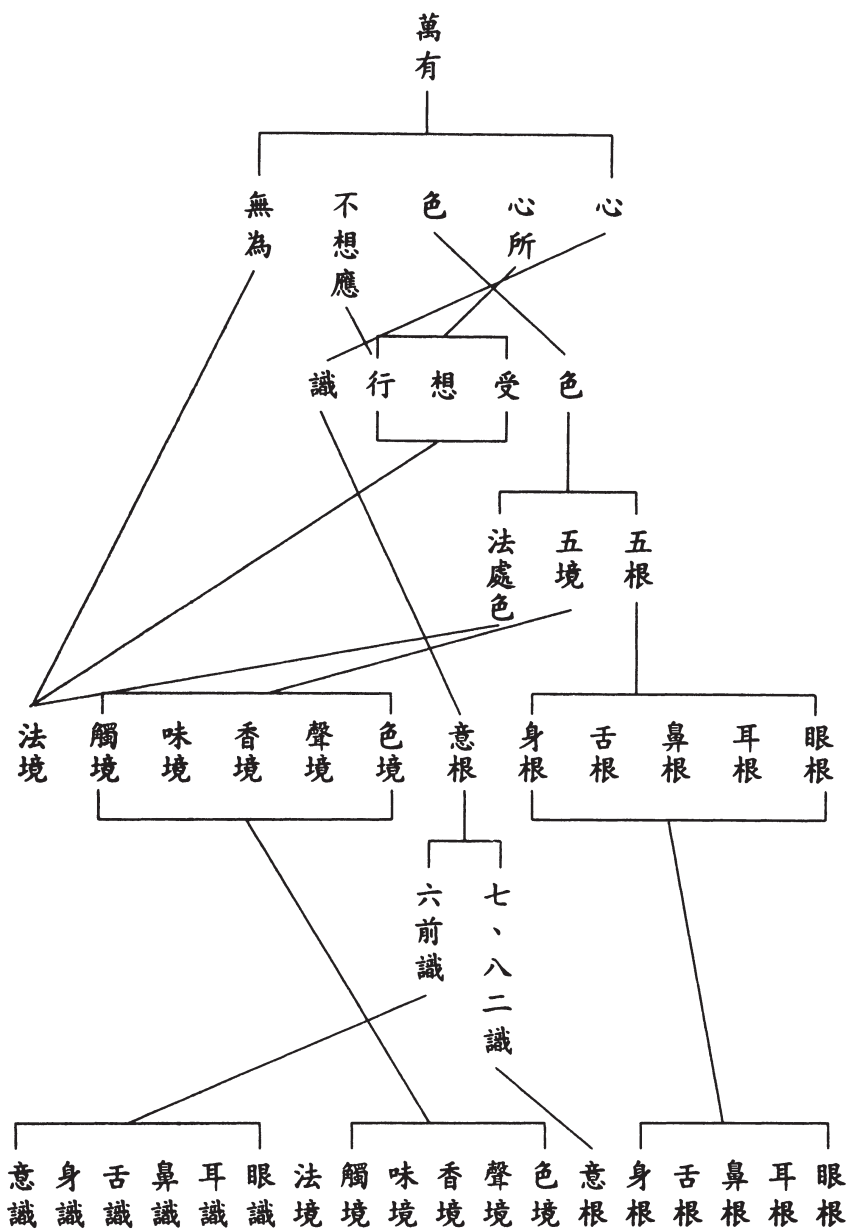 萬有
心
心所
色
不想應
無為
色
受
想
行
識
五根
五境
法處色
眼根
耳根
鼻根
舌根
身根
意根
色境
聲境
香境
味境
觸境
法境
七、八二識
六前識
眼根
耳根
鼻根
舌根
身根
意根
色境
聲境
香境
味境
觸境
法境
眼識
耳識
鼻識
舌識
身識
意識